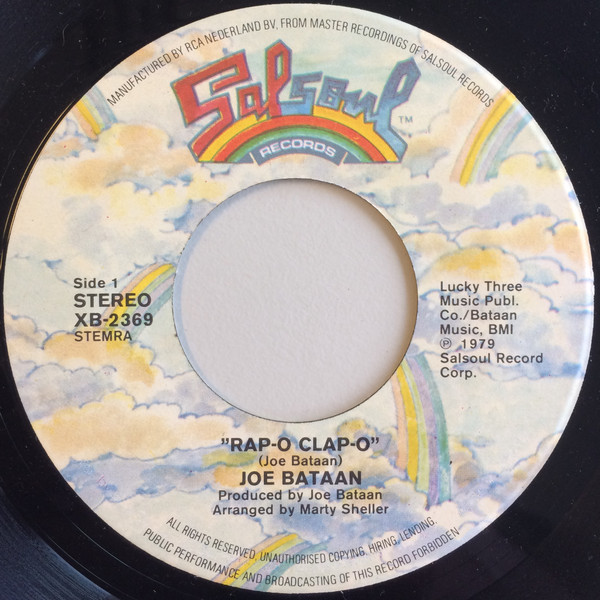 MANUFACTURED BY RCA NEDERLAND BV, FROM MASTER RECORDINGS OF SALSOUL RECORDS
Salsoul TM
RECORDS
Side 1
STEREO
XB-2369
STEMRA
Lucky Three
Music Publ.
Co./Bataan
Music, BMI
℗ 1979
Salsoul Record
Corp.
”RAP-O CLAP-O”
(Joe Bataan)
JOE BATAAN
Produced by Joe Bataan
Arranged by Marty Sheller
ALL RIGHTS RESERVED, UNAUTHORISED COPYING, HIRING, LENDING,
PUBLIC PERFORMANCE AND BROADCASTING OF THIS RECORD FORBIDDEN